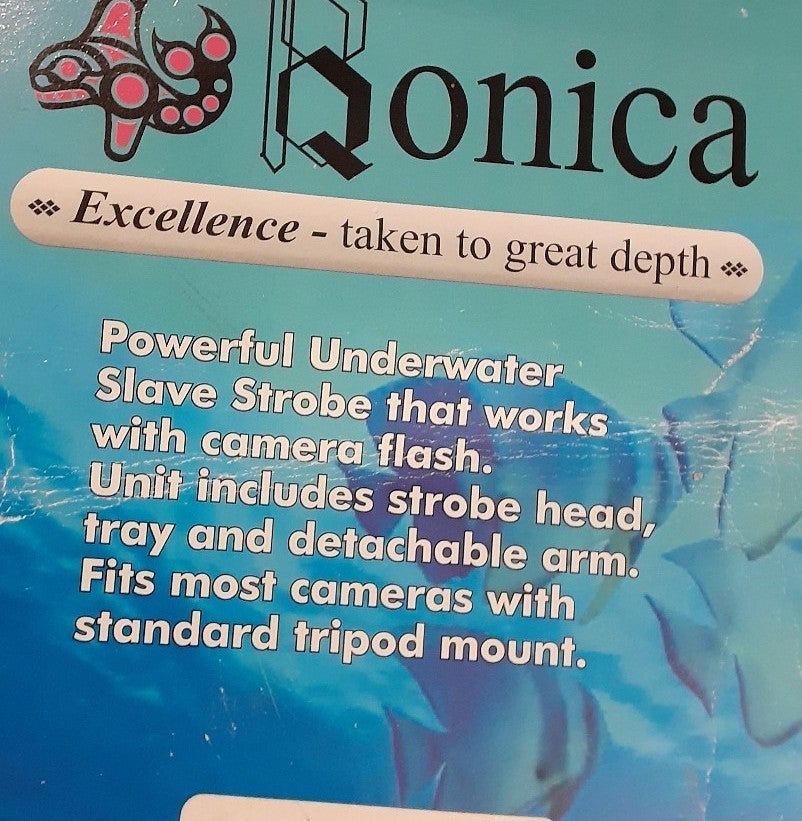 Bonica
Excellence - taken to great depth
Powerful Underwater
Slave Strobe that works
with camera flash.
Unit includes strobe head,
tray and detachable arm.
Fits most cameras with
standard tripod mount.